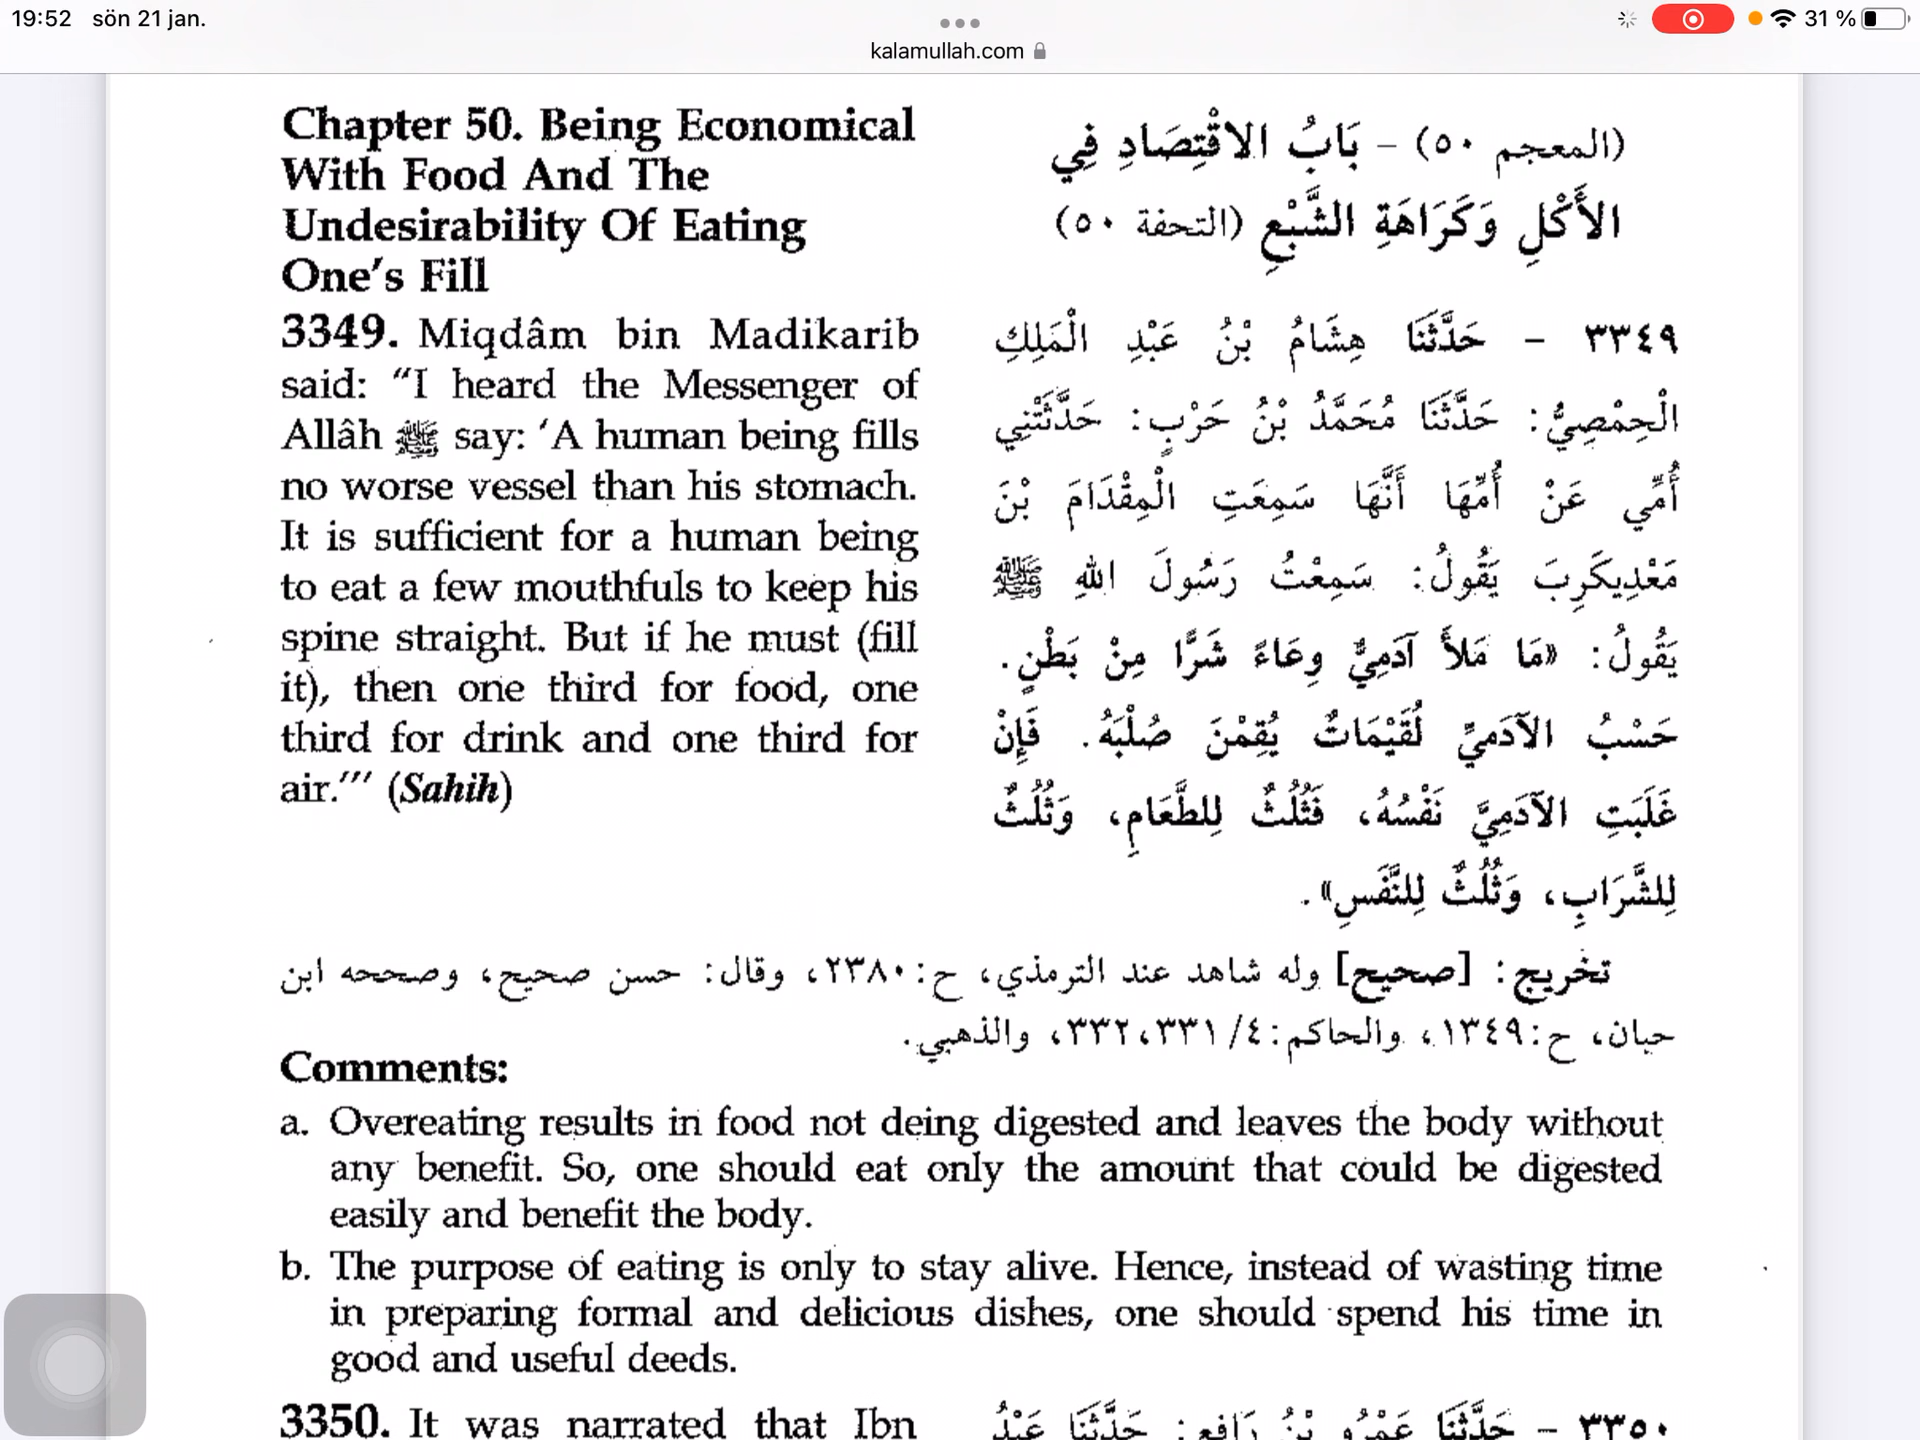 19:52 sön 21 jan.
31 %
kalamullah.com
Chapter 50. Being Economical
With Food And The
Undesirability Of Eating
One's Fill
(المعجم ٥٠) – بَابُ الاقْتِصَادِ فِي
الأَكْلِ وَكَرَاهَةِ الشَّبْعِ (التحفة ٥٠)
3349. Miqdâm bin Madikarib
said: "I heard the Messenger of
Allâh ﷺ say: 'A human being fills
no worse vessel than his stomach.
It is sufficient for a human being
to eat a few mouthfuls to keep his
spine straight. But if he must (fill
it), then one third for food, one
third for drink and one third for
air.'" (Sahih)
٣٣٤٩ – حَدَّثَنَا هِشَامُ بْنُ عَبْدِ الْمَلِكِ
الْحِمْصِيُّ: حَدَّثَنَا مُحَمَّدُ بْنُ حَرْبٍ: حَدَّثَتْنِي
أُمِّي عَنْ أُمِّهَا أَنَّهَا سَمِعَتِ الْمِقْدَامَ بْنَ
مَعْدِيكَرِبَ يَقُولُ: سَمِعْتُ رَسُولَ اللهِ ﷺ
يَقُولُ: «مَا مَلأَ آدَمِيٌّ وِعَاءً شَرًّا مِنْ بَطْنٍ.
حَسْبُ الآدَمِيِّ لُقَيْمَاتٌ يُقِمْنَ صُلْبَهُ. فَإِنْ
غَلَبَتِ الآدَمِيَّ نَفْسُهُ، فَثُلُثٌ لِلطَّعَامِ، وَثُلُثٌ
لِلشَّرَابِ، وَثُلُثٌ لِلنَّفَسِ».
تخريج: [صحيح] وله شاهد عند الترمذي، ح:٢٣٨٠، وقال: حسن صحيح، وصححه ابن
حبان، ح:١٣٤٩، والحاكم:٤/ ٣٣١،٣٣٢، والذهبي.
Comments:
a. Overeating results in food not deing digested and leaves the body without
any benefit. So, one should eat only the amount that could be digested
easily and benefit the body.
b. The purpose of eating is only to stay alive. Hence, instead of wasting time
in preparing formal and delicious dishes, one should spend his time in
good and useful deeds.
3350. It was narrated that Ibn
٣٣٥٠ – حَدَّثَنَا عَمْرُو بْنُ رَافِعٍ: حَدَّثَنَا عَبْدُ